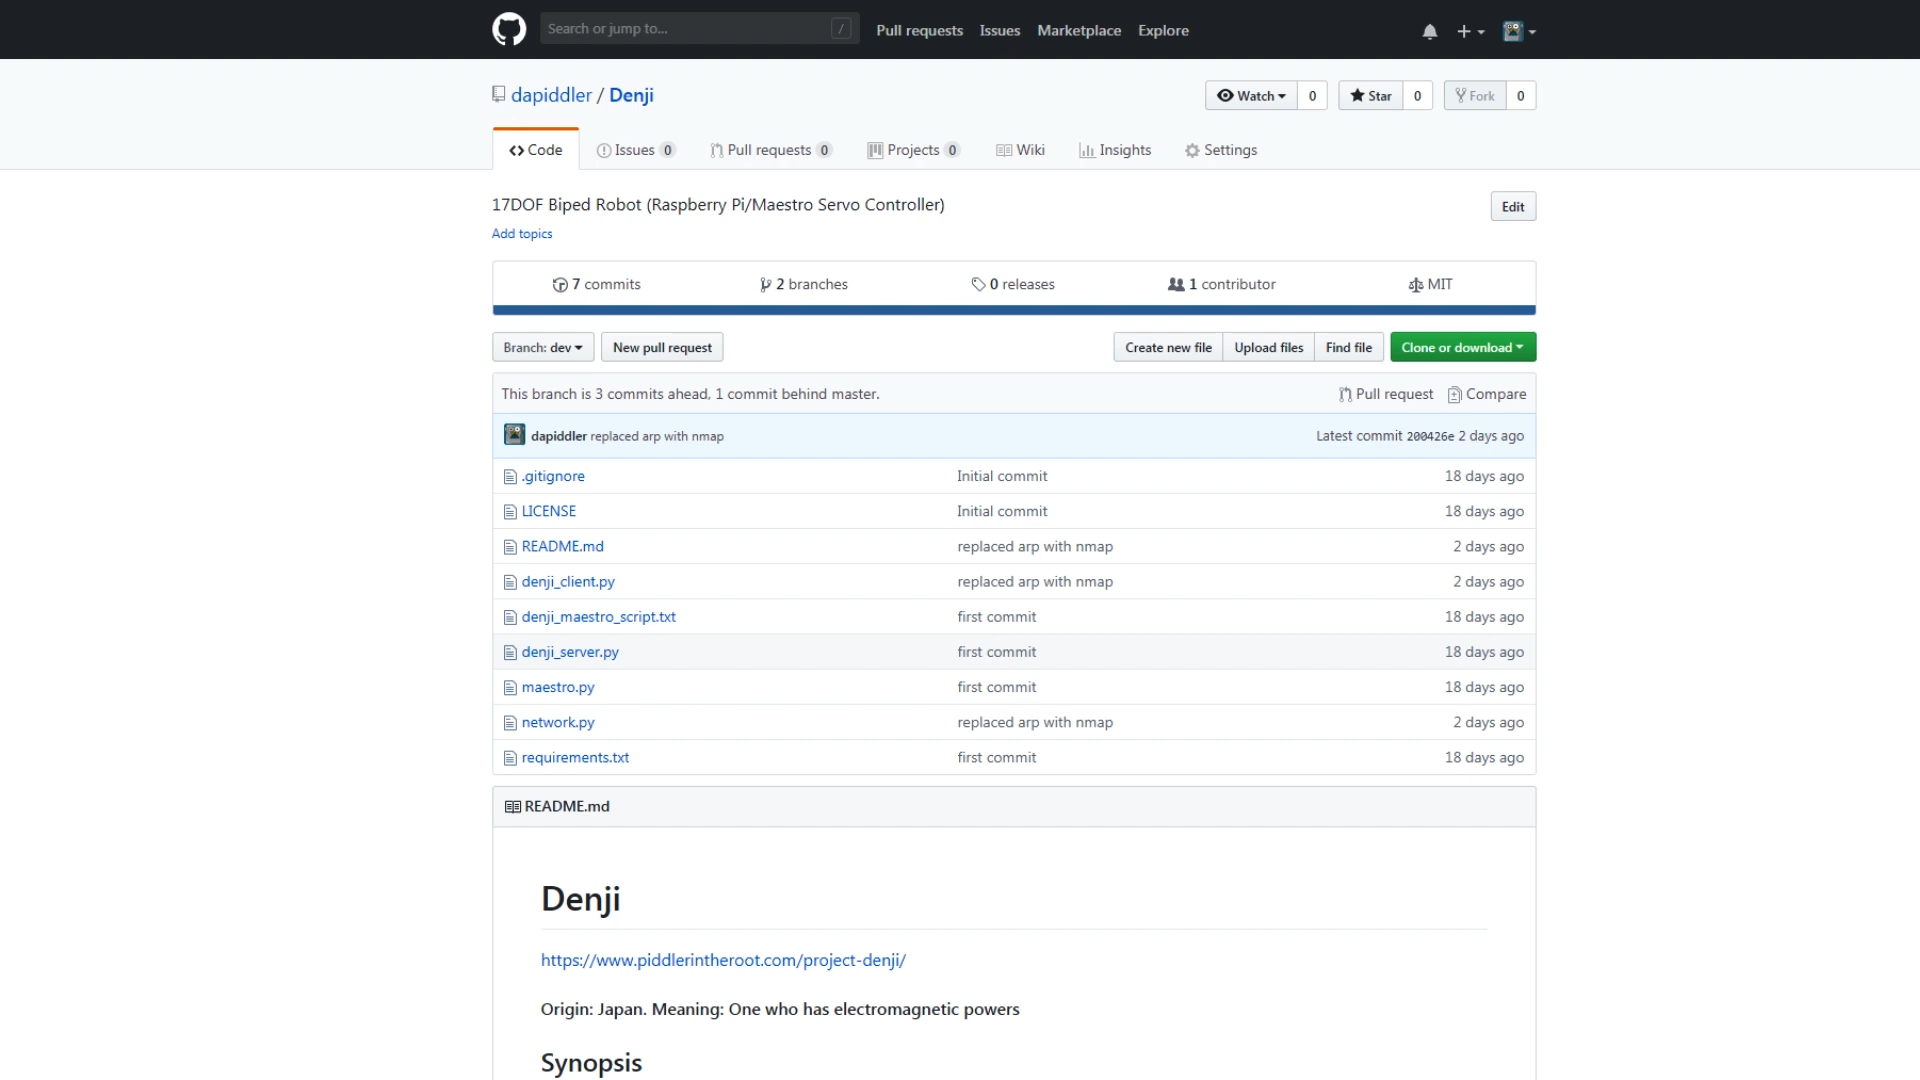 Search or jump to... / Pull requests Issues Marketplace Explore
dapiddler / Denji Watch 0 Star 0 Fork 0
Code Issues 0 Pull requests 0 Projects 0 Wiki Insights Settings
17DOF Biped Robot (Raspberry Pi/Maestro Servo Controller) Edit
Add topics
7 commits 2 branches 0 releases 1 contributor MIT
Branch: dev New pull request Create new file Upload files Find file Clone or download
This branch is 3 commits ahead, 1 commit behind master. Pull request Compare
dapiddler replaced arp with nmap Latest commit 200426e 2 days ago
.gitignore Initial commit 18 days ago
LICENSE Initial commit 18 days ago
README.md replaced arp with nmap 2 days ago
denji_client.py replaced arp with nmap 2 days ago
denji_maestro_script.txt first commit 18 days ago
denji_server.py first commit 18 days ago
maestro.py first commit 18 days ago
network.py replaced arp with nmap 2 days ago
requirements.txt first commit 18 days ago
README.md
Denji
https://www.piddlerintheroot.com/project-denji/
Origin: Japan. Meaning: One who has electromagnetic powers
Synopsis